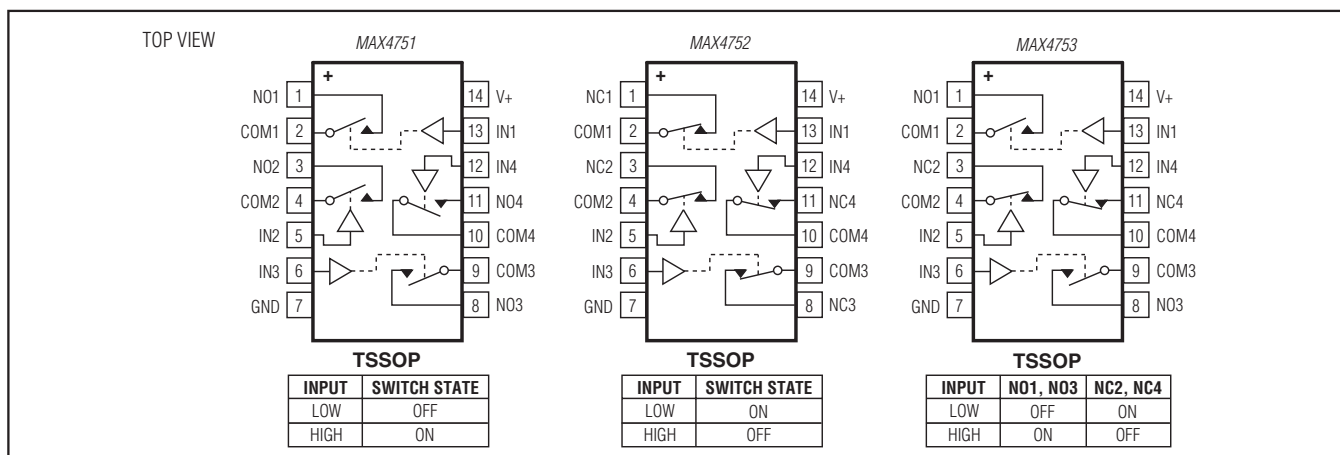 TOP VIEW
MAX4751
+
NO1 1
COM1 2
NO2 3
COM2 4
IN2 5
IN3 6
GND 7
14 V+
13 IN1
12 IN4
11 NO4
10 COM4
9 COM3
8 NO3
TSSOP
INPUT SWITCH STATE
LOW OFF
HIGH ON
MAX4752
+
NC1 1
COM1 2
NC2 3
COM2 4
IN2 5
IN3 6
GND 7
14 V+
13 IN1
12 IN4
11 NC4
10 COM4
9 COM3
8 NC3
TSSOP
INPUT SWITCH STATE
LOW ON
HIGH OFF
MAX4753
+
NO1 1
COM1 2
NC2 3
COM2 4
IN2 5
IN3 6
GND 7
14 V+
13 IN1
12 IN4
11 NC4
10 COM4
9 COM3
8 NO3
TSSOP
INPUT NO1, NO3 NC2, NC4
LOW OFF ON
HIGH ON OFF